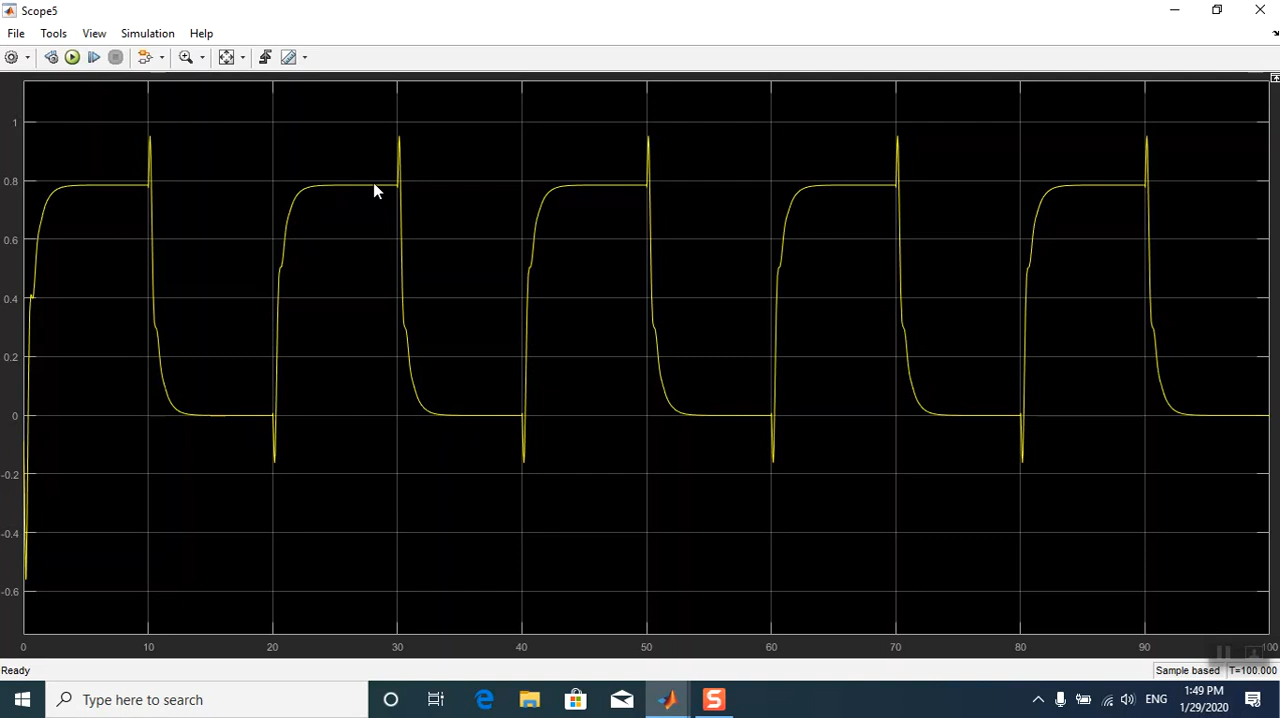 Scope5
File Tools View Simulation Help
1
0.8
0.6
0.4
0.2
0
-0.2
-0.4
-0.6
0 10 20 30 40 50 60 70 80 90 100
Ready
Sample based T=100.000
Type here to search
S
ENG
1:49 PM
1/29/2020